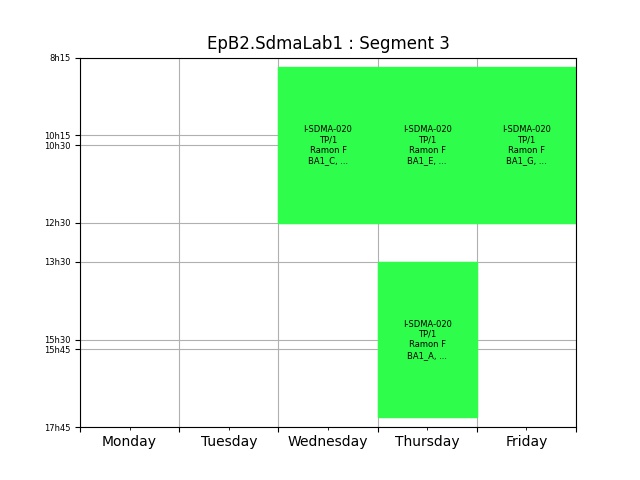 EpB2.SdmaLab1 : Segment 3
8h15
10h15
10h30
12h30
13h30
15h30
15h45
17h45
I-SDMA-020
TP/1
Ramon F
BA1_C, ...
I-SDMA-020
TP/1
Ramon F
BA1_E, ...
I-SDMA-020
TP/1
Ramon F
BA1_G, ...
I-SDMA-020
TP/1
Ramon F
BA1_A, ...
Monday
Tuesday
Wednesday
Thursday
Friday